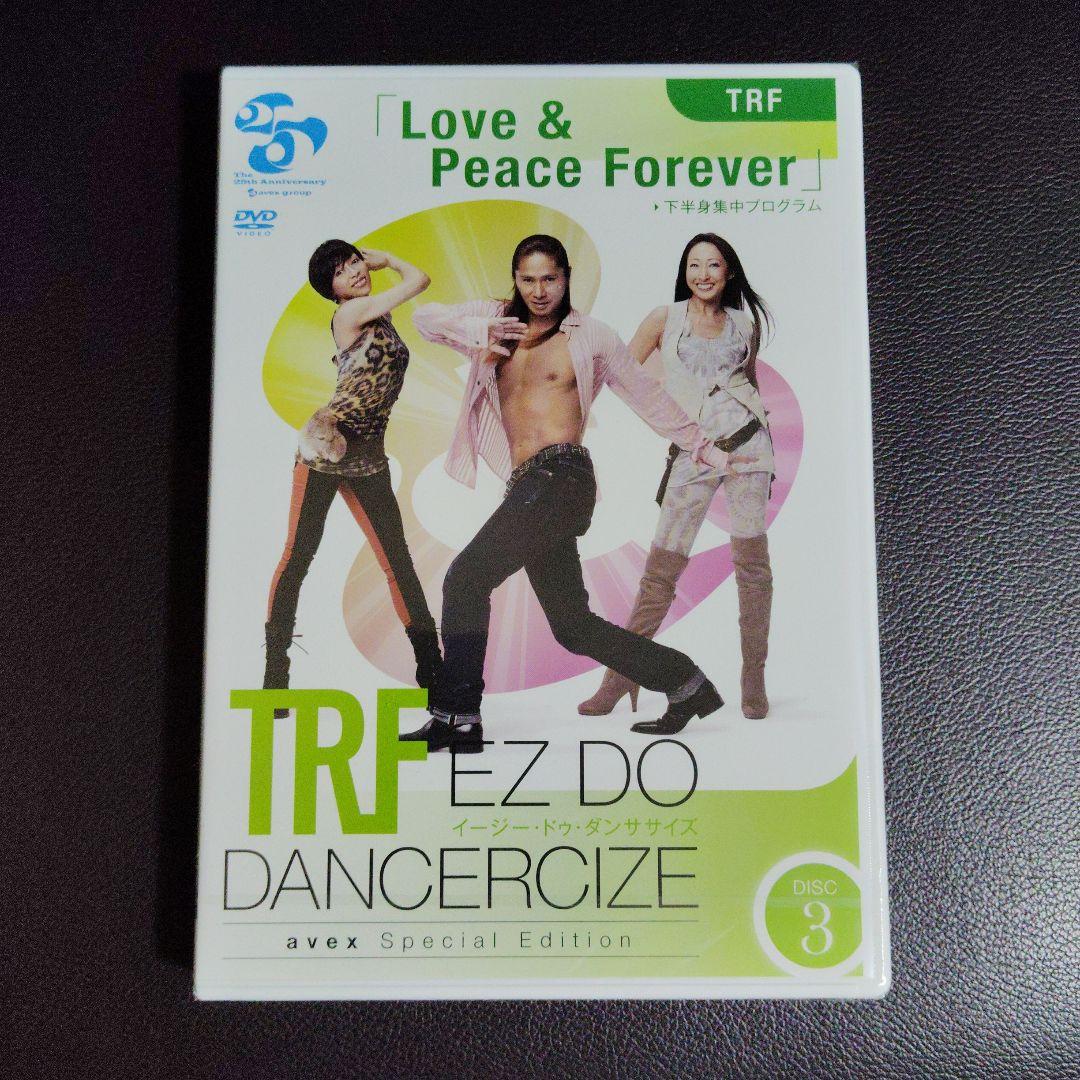 25
The
25th Anniversary
avex group
DVD
VIDEO
TRF
「Love &
Peace Forever」
下半身集中プログラム
TRF EZ DO
イージー・ドゥ・ダンササイズ
DANCERCIZE
avex Special Edition
DISC
3